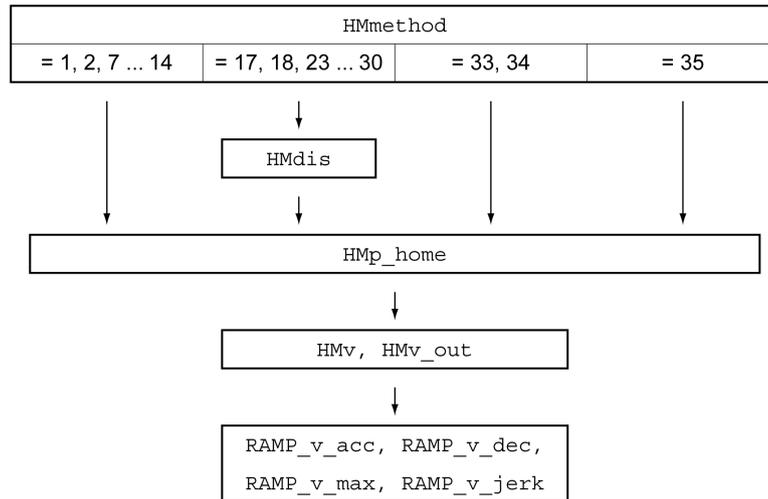 HMmethod
= 1, 2, 7 ... 14
= 17, 18, 23 ... 30
= 33, 34
= 35
HMdis
HMp_home
HMv, HMv_out
RAMP_v_acc, RAMP_v_dec,
RAMP_v_max, RAMP_v_jerk